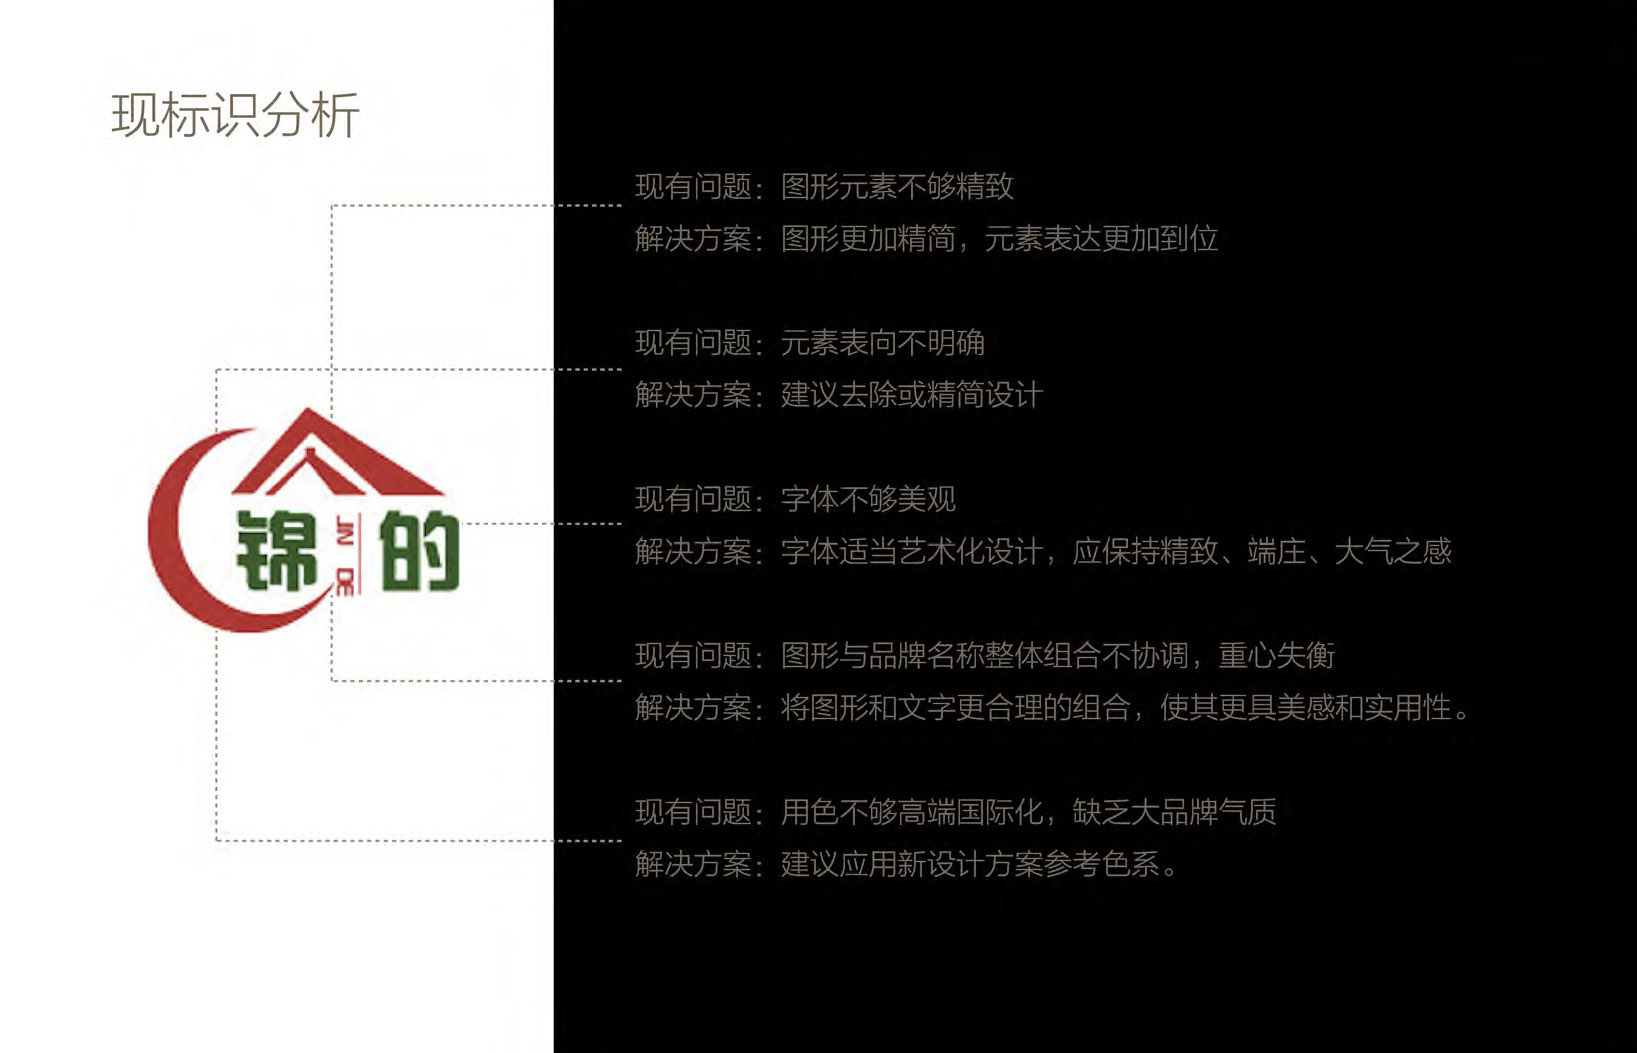 现标识分析
现有问题：图形元素不够精致
解决方案：图形更加精简，元素表达更加到位
现有问题：元素表向不明确
解决方案：建议去除或精简设计
锦 JIN DE 的
现有问题：字体不够美观
解决方案：字体适当艺术化设计，应保持精致、端庄、大气之感
现有问题：图形与品牌名称整体组合不协调，重心失衡
解决方案：将图形和文字更合理的组合，使其更具美感和实用性。
现有问题：用色不够高端国际化，缺乏大品牌气质
解决方案：建议应用新设计方案参考色系。